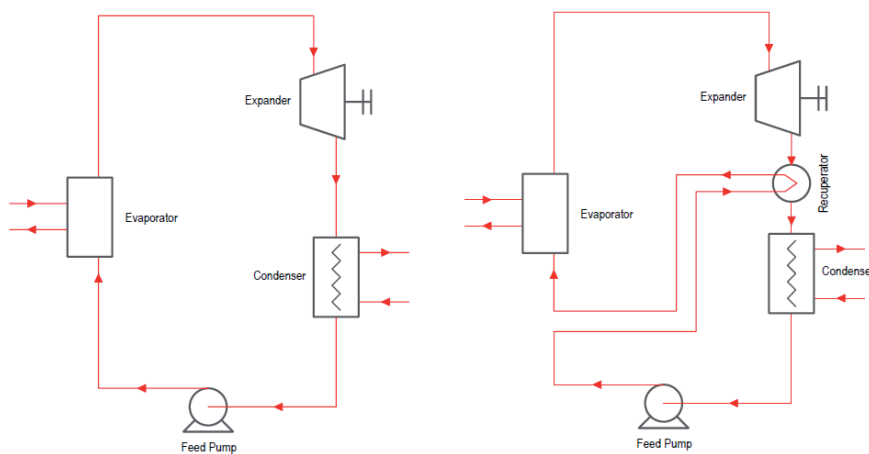 Expander
Evaporator
Condenser
Feed Pump
Expander
Recuperator
Evaporator
Condense
Feed Pump